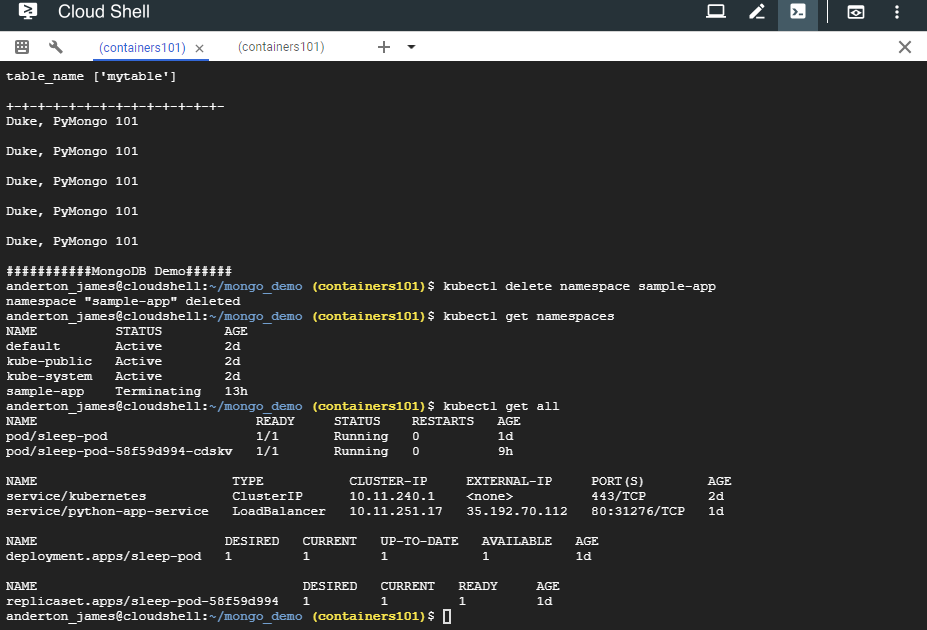 Cloud Shell
(containers101) × (containers101) +
table_name ['mytable']
+-+-+-+-+-+-+-+-+-+-+-+-+-+-
Duke, PyMongo 101
Duke, PyMongo 101
Duke, PyMongo 101
Duke, PyMongo 101
Duke, PyMongo 101
###########MongoDB Demo######
anderton_james@cloudshell:~/mongo_demo (containers101)$ kubectl delete namespace sample-app
namespace "sample-app" deleted
anderton_james@cloudshell:~/mongo_demo (containers101)$ kubectl get namespaces
NAME STATUS AGE
default Active 2d
kube-public Active 2d
kube-system Active 2d
sample-app Terminating 13h
anderton_james@cloudshell:~/mongo_demo (containers101)$ kubectl get all
NAME READY STATUS RESTARTS AGE
pod/sleep-pod 1/1 Running 0 1d
pod/sleep-pod-58f59d994-cdskv 1/1 Running 0 9h
NAME TYPE CLUSTER-IP EXTERNAL-IP PORT(S) AGE
service/kubernetes ClusterIP 10.11.240.1 <none> 443/TCP 2d
service/python-app-service LoadBalancer 10.11.251.17 35.192.70.112 80:31276/TCP 1d
NAME DESIRED CURRENT UP-TO-DATE AVAILABLE AGE
deployment.apps/sleep-pod 1 1 1 1 1d
NAME DESIRED CURRENT READY AGE
replicaset.apps/sleep-pod-58f59d994 1 1 1 1d
anderton_james@cloudshell:~/mongo_demo (containers101)$